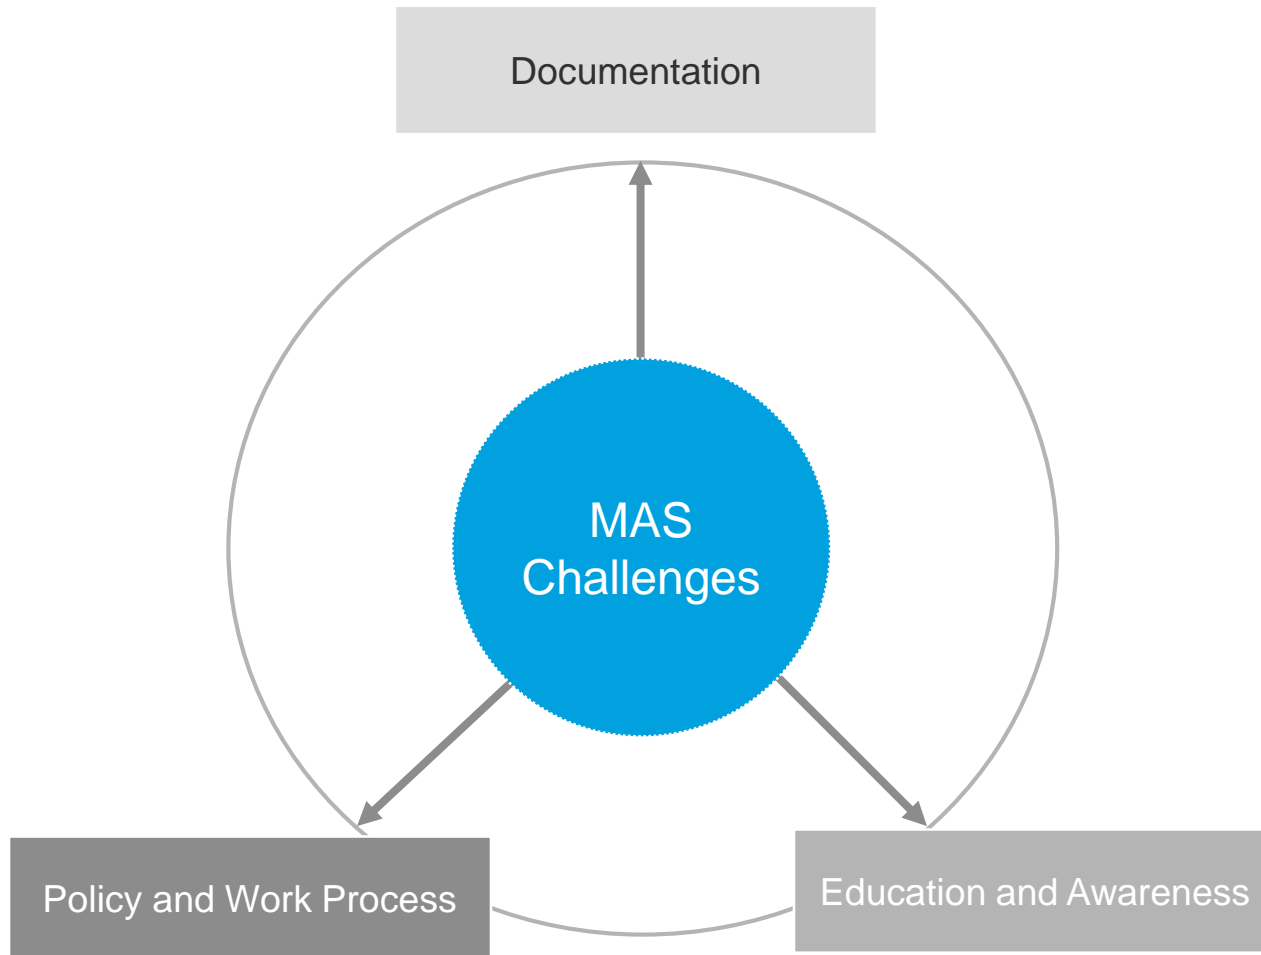 Documentation
MAS
Challenges
Policy and Work Process
Education and Awareness